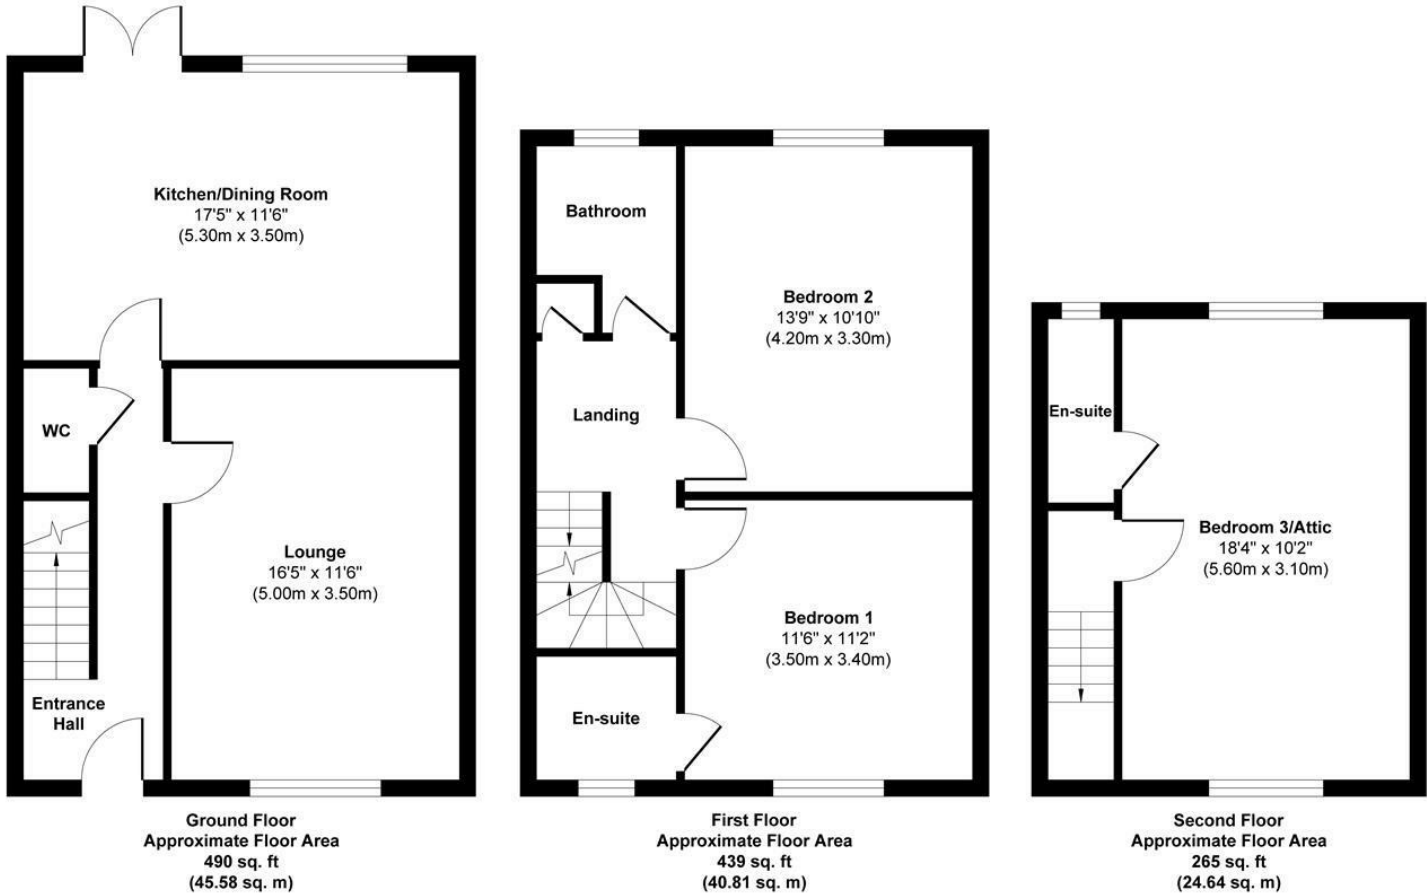 Kitchen/Dining Room
17'5" x 11'6"
(5.30m x 3.50m)
WC
Lounge
16'5" x 11'6"
(5.00m x 3.50m)
Entrance
Hall
Ground Floor
Approximate Floor Area
490 sq. ft
(45.58 sq. m)
Bathroom
Bedroom 2
13'9" x 10'10"
(4.20m x 3.30m)
Landing
Bedroom 1
11'6" x 11'2"
(3.50m x 3.40m)
En-suite
First Floor
Approximate Floor Area
439 sq. ft
(40.81 sq. m)
En-suite
Bedroom 3/Attic
18'4" x 10'2"
(5.60m x 3.10m)
Second Floor
Approximate Floor Area
265 sq. ft
(24.64 sq. m)